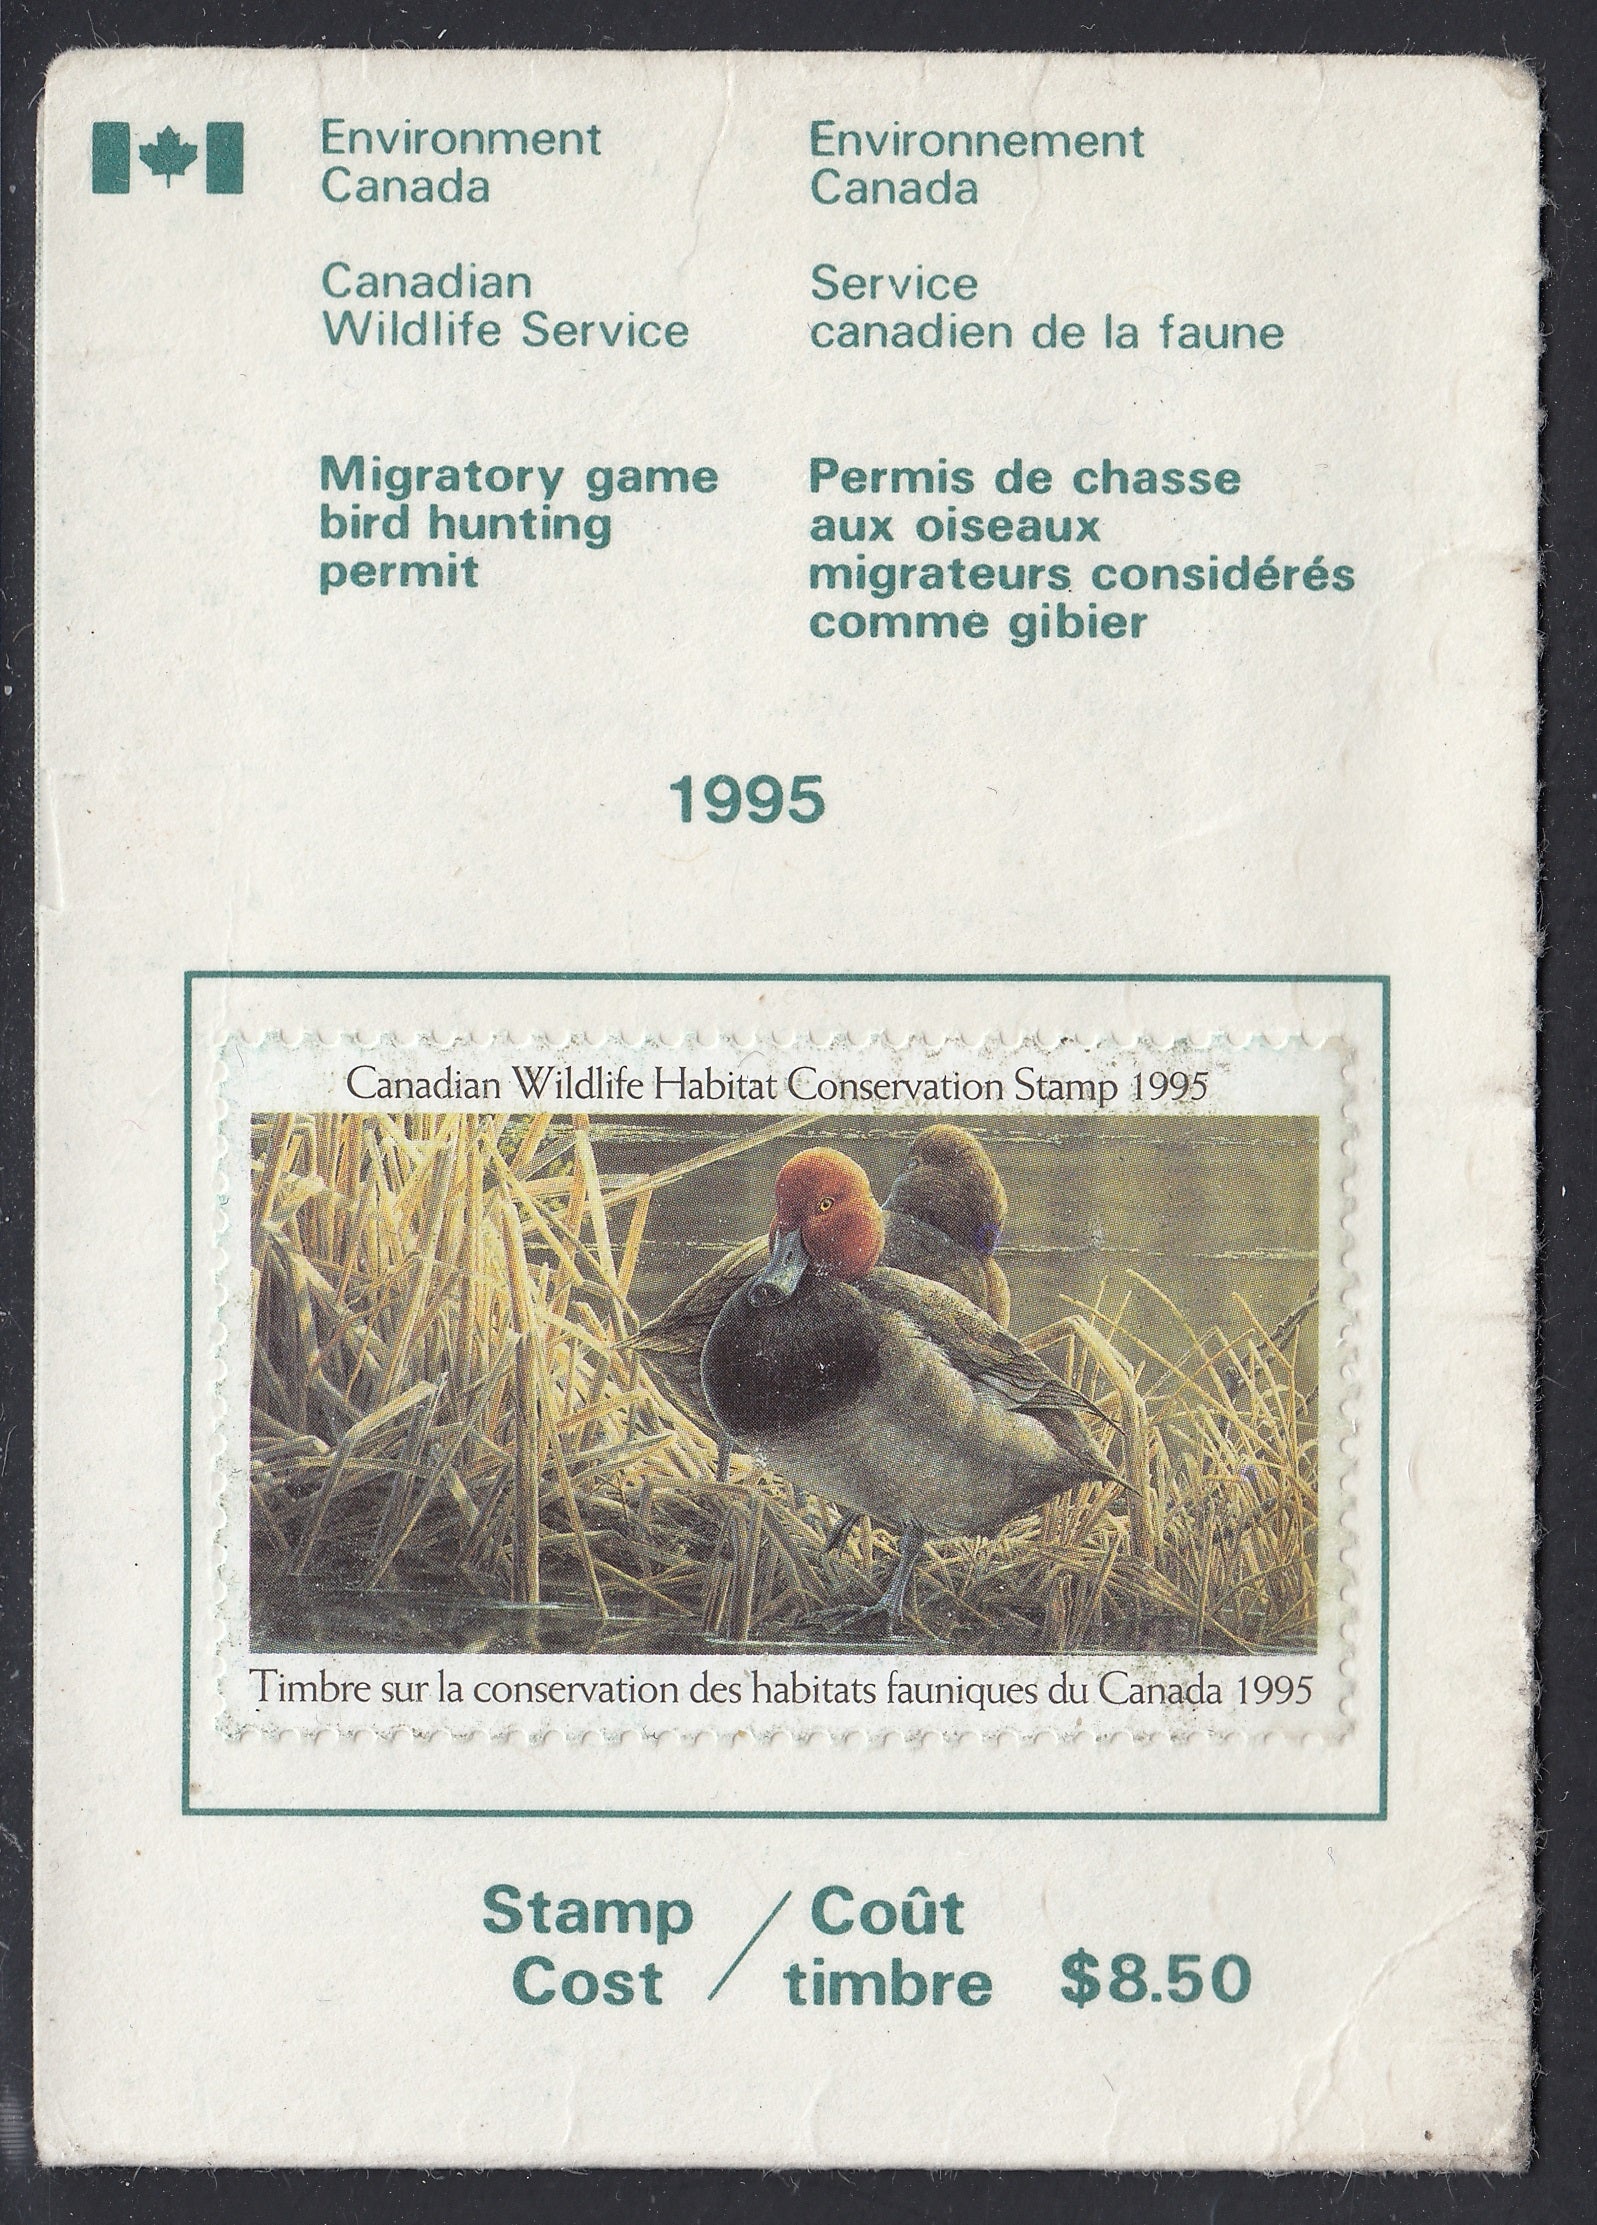 Environment
Canada
Environnement
Canada
Canadian
Wildlife Service
Service
canadien de la faune
Migratory game
bird hunting
permit
Permis de chasse
aux oiseaux
migrateurs considérés
comme gibier
1995
Canadian Wildlife Habitat Conservation Stamp 1995
Timbre sur la conservation des habitats fauniques du Canada 1995
Stamp / Coût
Cost / timbre $8.50